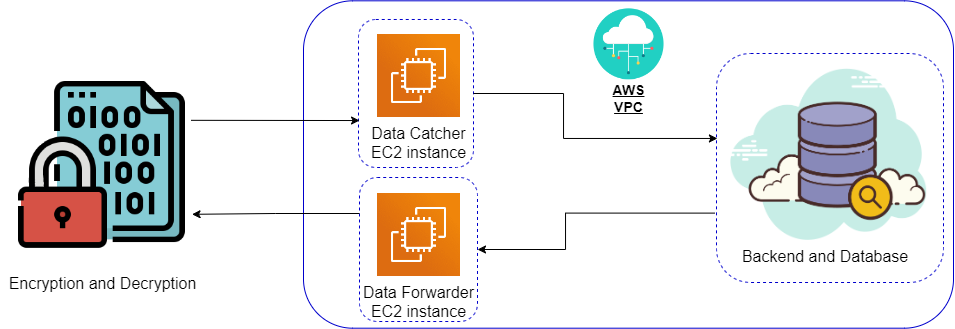 AWS
VPC
0100
0101
100
101
Data Catcher
EC2 instance
Backend and Database
Encryption and Decryption
Data Forwarder
EC2 instance